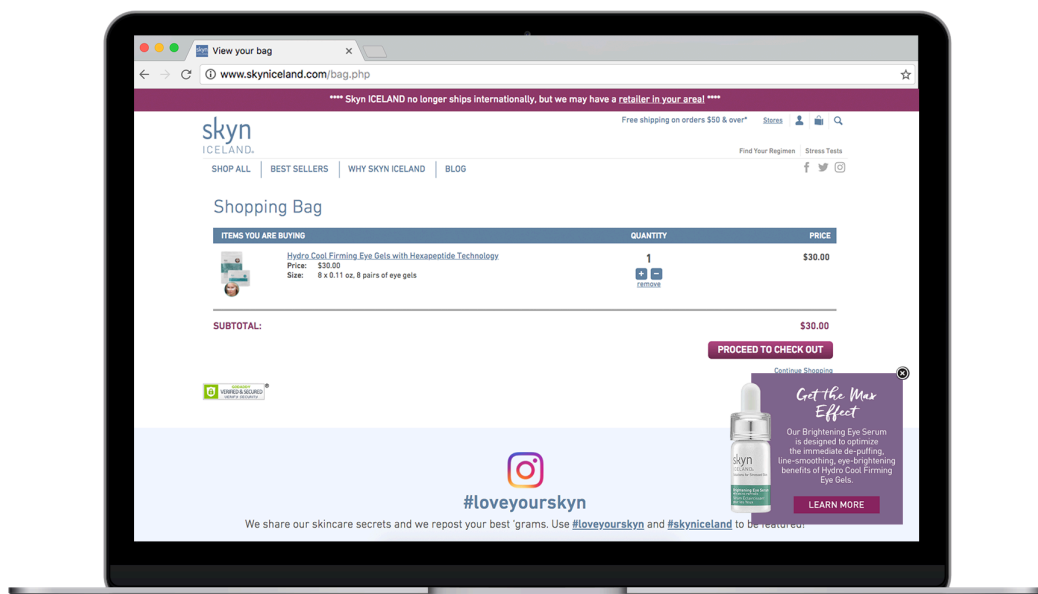 View your bag
www.skyniceland.com/bag.php
**** Skyn ICELAND no longer ships internationally, but we may have a retailer in your area! ****
skyn
ICELAND.
Free shipping on orders $50 & over*
Stores
Find Your Regimen
Stress Tests
SHOP ALL
BEST SELLERS
WHY SKYN ICELAND
BLOG
Shopping Bag
ITEMS YOU ARE BUYING
QUANTITY
PRICE
Hydro Cool Firming Eye Gels with Hexapeptide Technology
Price: $30.00
Size: 8 x 0.11 oz, 8 pairs of eye gels
1
remove
$30.00
SUBTOTAL:
$30.00
PROCEED TO CHECK OUT
Continue Shopping
VERIFIED & SECURED
VERIFY SECURITY
Get the Max
Effect
Our Brightening Eye Serum
is designed to optimize
the immediate de-puffing,
line-smoothing, eye-brightening
benefits of Hydro Cool Firming
Eye Gels.
LEARN MORE
skyn
ICELAND.
Brightening Eye Serum
#loveyourskyn
We share our skincare secrets and we repost your best 'grams. Use #loveyourskyn and #skyniceland to be featured!